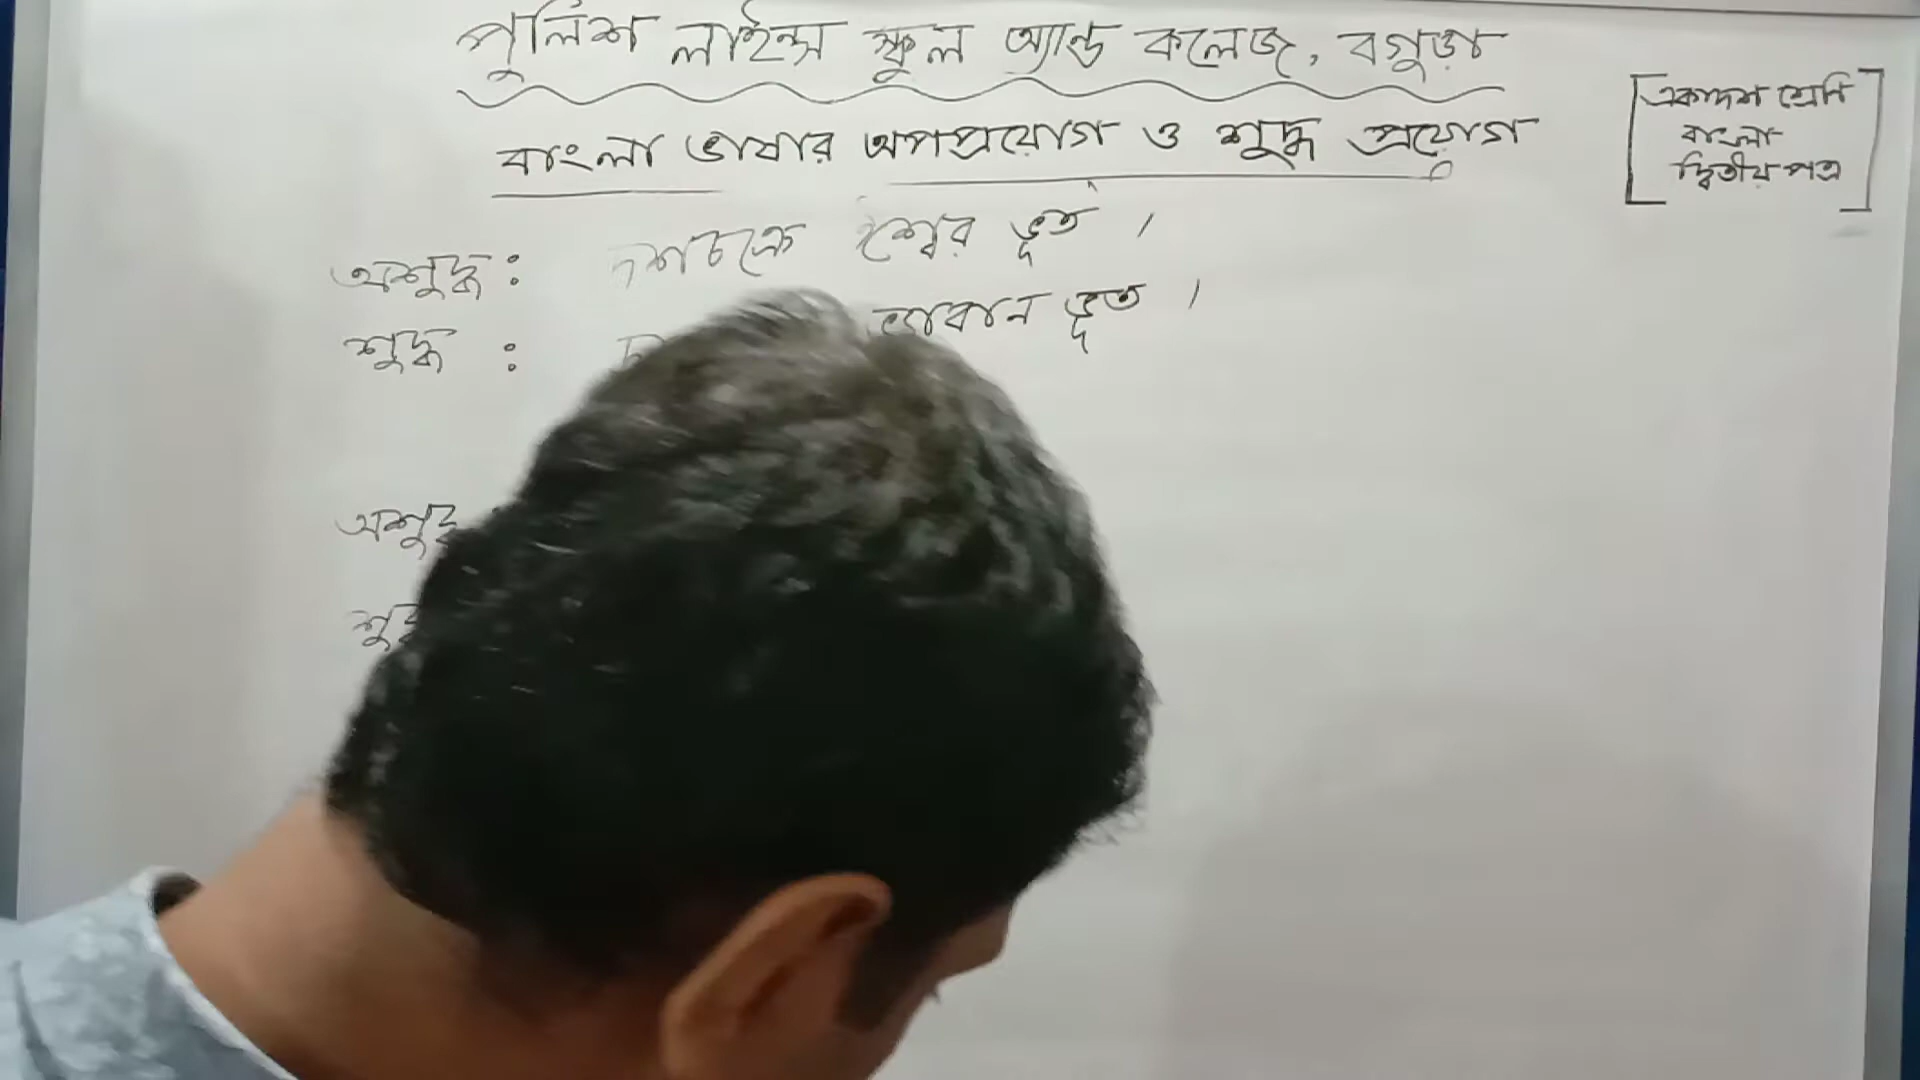 পুলিশ লাইন্স স্কুল অ্যান্ড কলেজ, বগুড়া
বাংলা ভাষার অপপ্রয়োগ ও শুদ্ধ প্রয়োগ
একাদশ শ্রেণি
বাংলা
দ্বিতীয় পত্র
অশুদ্ধ : দশচক্রে ঈশ্বর ভূত ।
শুদ্ধ : ভগবান ভূত ।